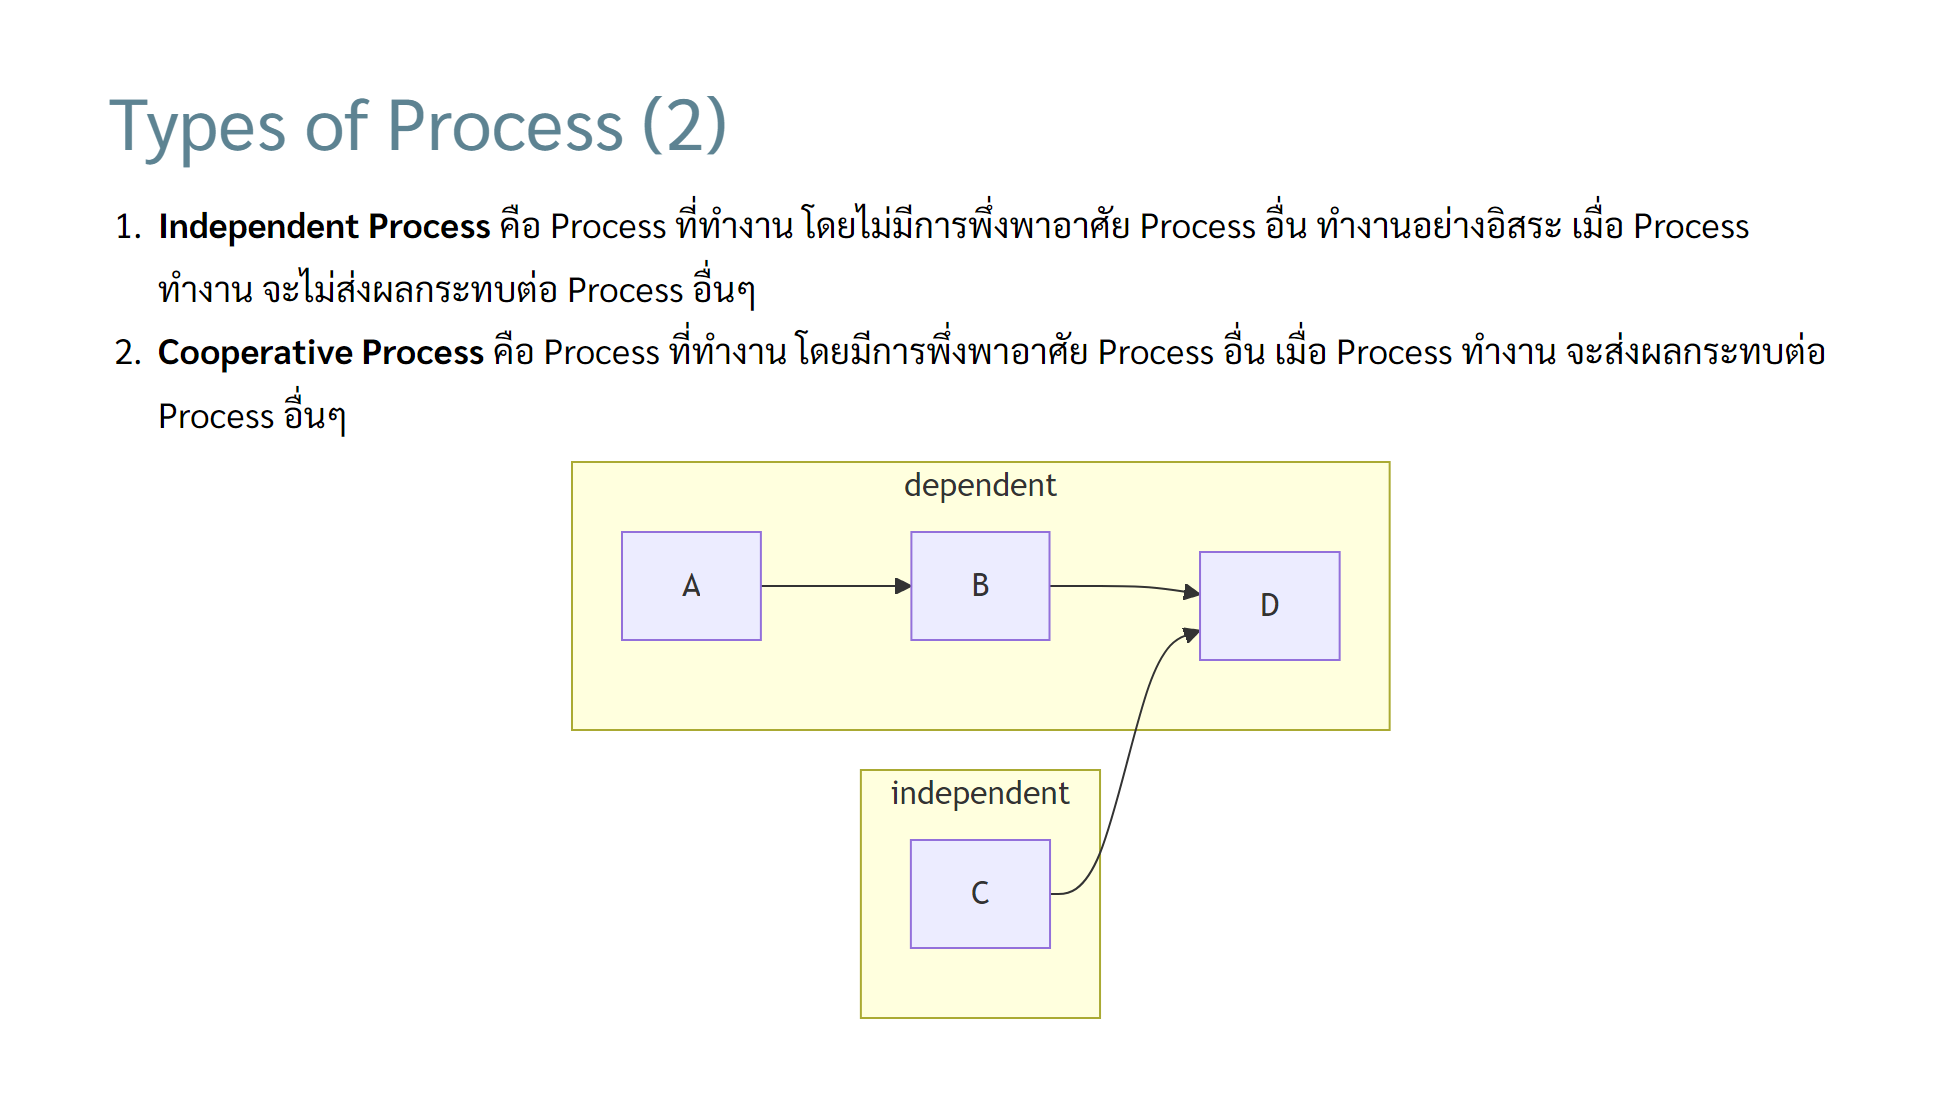 Types of Process (2)
1. Independent Process คือ Process ที่ทำงาน โดยไม่มีการพึ่งพาอาศัย Process อื่น ทำงานอย่างอิสระ เมื่อ Process
ทำงาน จะไม่ส่งผลกระทบต่อ Process อื่นๆ
2. Cooperative Process คือ Process ที่ทำงาน โดยมีการพึ่งพาอาศัย Process อื่น เมื่อ Process ทำงาน จะส่งผลกระทบต่อ
Process อื่นๆ
dependent
A
B
D
independent
C